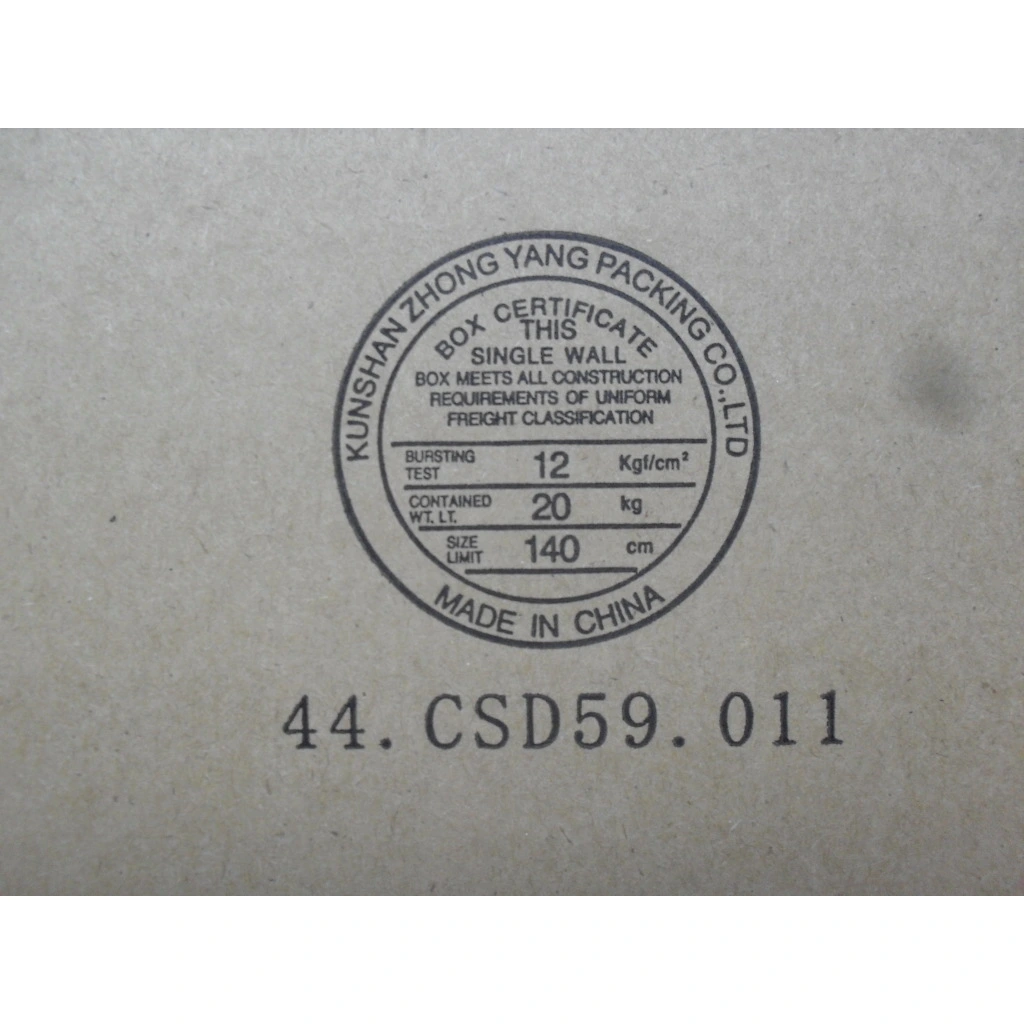 KUNSHAN ZHONG YANG PACKING CO.,LTD
BOX CERTIFICATE
THIS
SINGLE WALL
BOX MEETS ALL CONSTRUCTION
REQUIREMENTS OF UNIFORM
FREIGHT CLASSIFICATION
BURSTING TEST 12 Kgf/cm²
CONTAINED WT. LT. 20 kg
SIZE LIMIT 140 cm
MADE IN CHINA
44.CSD59.011